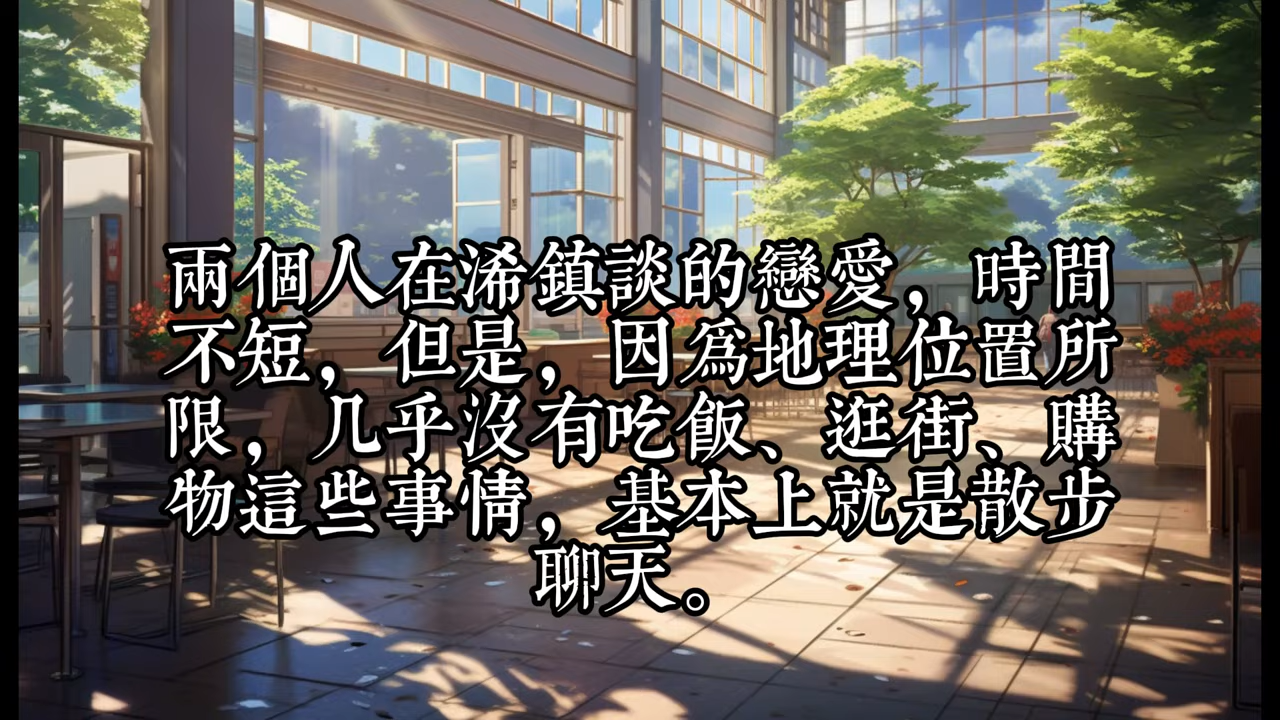 兩個人在浠鎮談的戀愛，時間
不短，但是，因爲地理位置所
限，几乎沒有吃飯、逛街、購
物這些事情，基本上就是散步
聊天。